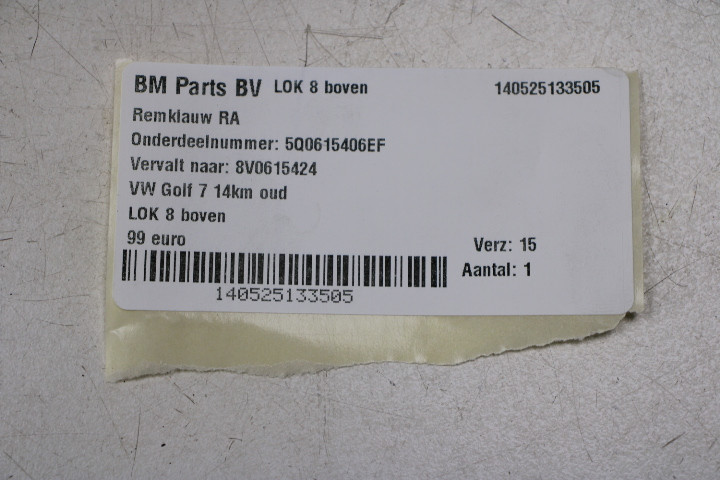 BM Parts BV LOK 8 boven 140525133505
Remklauw RA
Onderdeelnummer: 5Q0615406EF
Vervalt naar: 8V0615424
VW Golf 7 14km oud
LOK 8 boven
99 euro
Verz: 15
Aantal: 1
140525133505